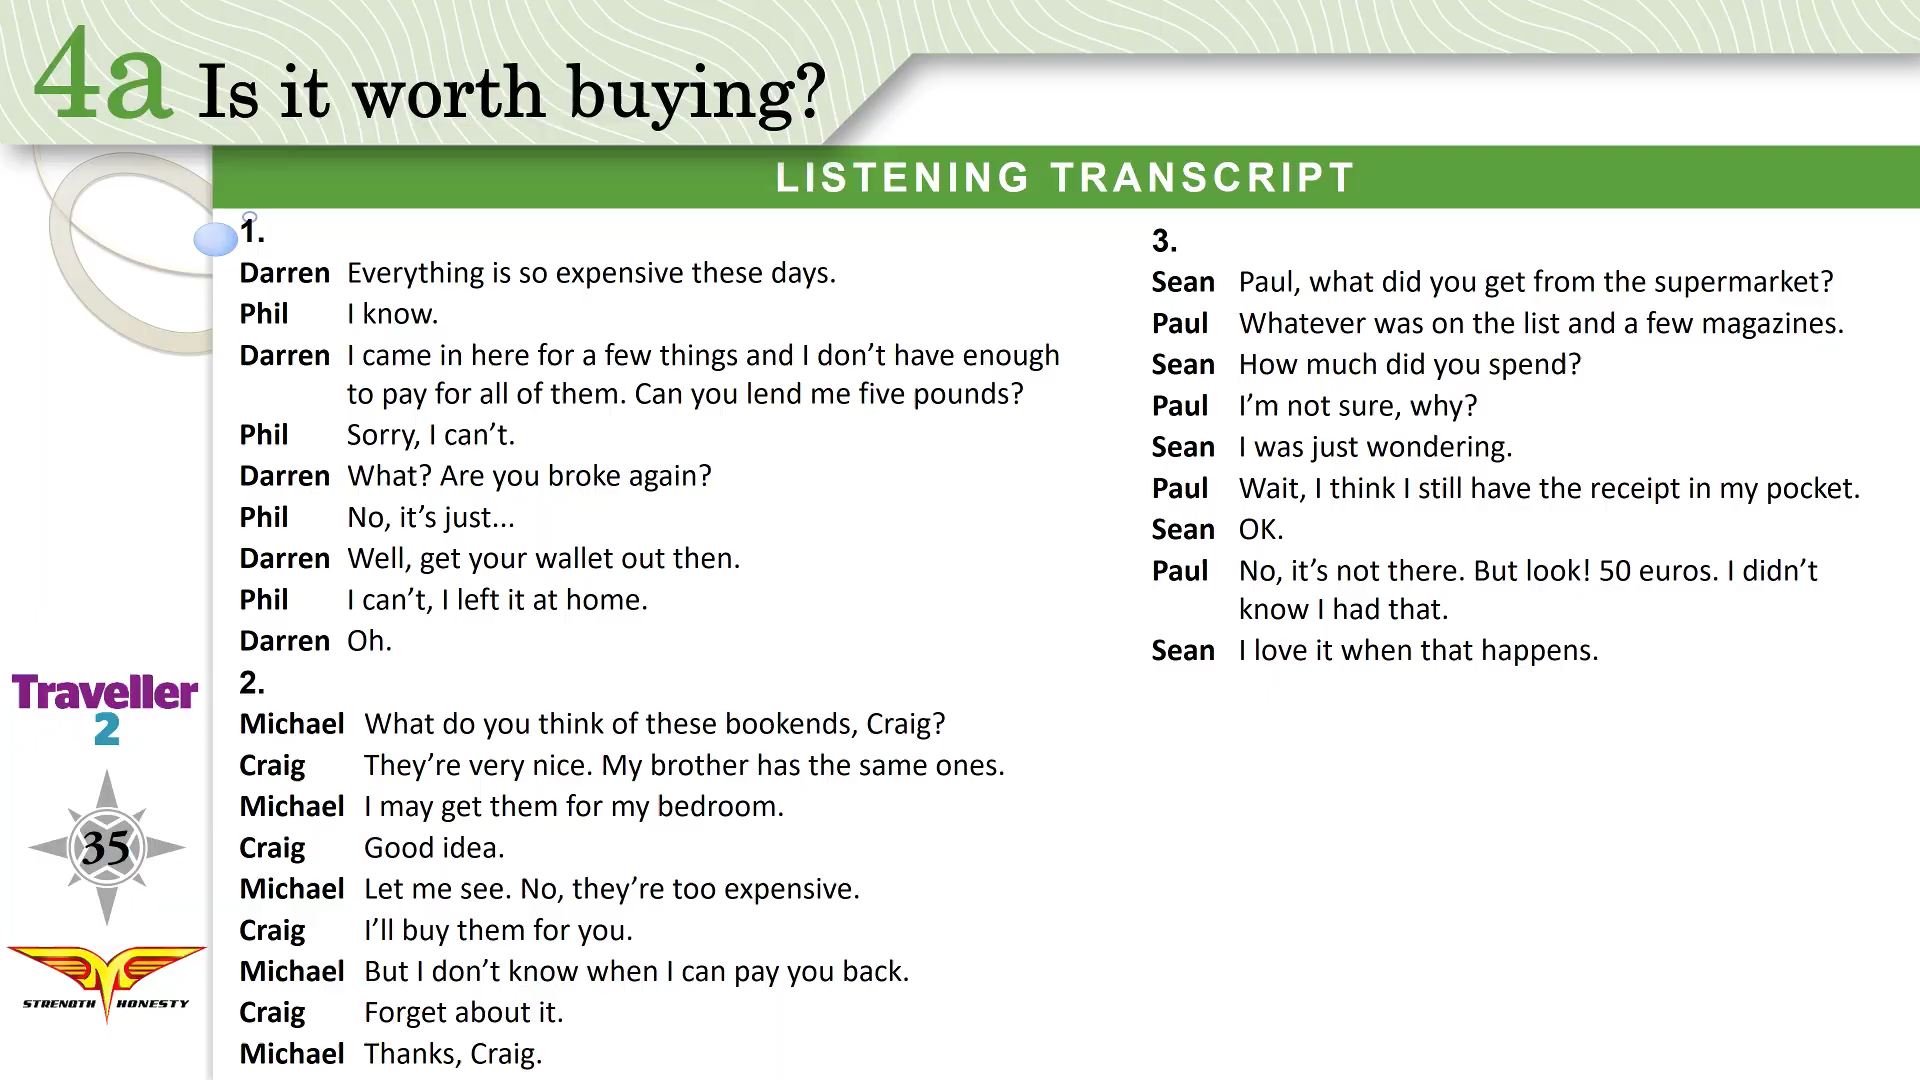 4a Is it worth buying?
LISTENING TRANSCRIPT
1.
Darren Everything is so expensive these days.
Phil I know.
Darren I came in here for a few things and I don’t have enough
to pay for all of them. Can you lend me five pounds?
Phil Sorry, I can’t.
Darren What? Are you broke again?
Phil No, it’s just...
Darren Well, get your wallet out then.
Phil I can’t, I left it at home.
Darren Oh.
2.
Michael What do you think of these bookends, Craig?
Craig They’re very nice. My brother has the same ones.
Michael I may get them for my bedroom.
Craig Good idea.
Michael Let me see. No, they’re too expensive.
Craig I’ll buy them for you.
Michael But I don’t know when I can pay you back.
Craig Forget about it.
Michael Thanks, Craig.
3.
Sean Paul, what did you get from the supermarket?
Paul Whatever was on the list and a few magazines.
Sean How much did you spend?
Paul I’m not sure, why?
Sean I was just wondering.
Paul Wait, I think I still have the receipt in my pocket.
Sean OK.
Paul No, it’s not there. But look! 50 euros. I didn’t
know I had that.
Sean I love it when that happens.
Traveller
2
35
STRENGTH HONESTY